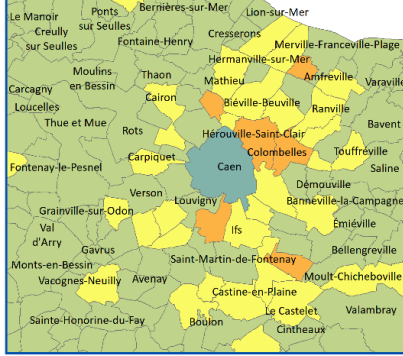 Bernières-sur-Mer
Lion-sur-Mer
Le Manoir
Ponts
sur Seulles
Creully
sur Seulles
Cresserons
Fontaine-Henry
Merville-Franceville-Plage
Hermanville-sur-Mer
Moulins
en Bessin
Thaon
Mathieu
Amfreville
Varaville
Carcagny
Cairon
Biéville-Beuville
Ranville
Loucelles
Thue et Mue
Rots
Hérouville-Saint-Clair
Bavent
Colombelles
Touffréville
Carpiquet
Fontenay-le-Pesnel
Caen
Saline
Démouville
Verson
Louvigny
Banneville-la-Campagne
Grainville-sur-Odon
Ifs
Émiéville
Val
d'Arry
Gavrus
Bellengreville
Saint-Martin-de-Fontenay
Monts-en-Bessin
Vacognes-Neuilly
Avenay
Moult-Chicheboville
Castine-en-Plaine
Le Castelet
Valambray
Sainte-Honorine-du-Fay
Boulon
Cintheaux